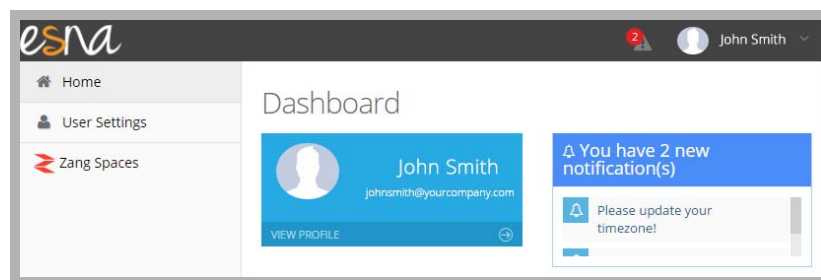 esna
2
John Smith
Home
User Settings
Zang Spaces
Dashboard
John Smith
johnsmith@yourcompany.com
VIEW PROFILE
You have 2 new
notification(s)
Please update your
timezone!